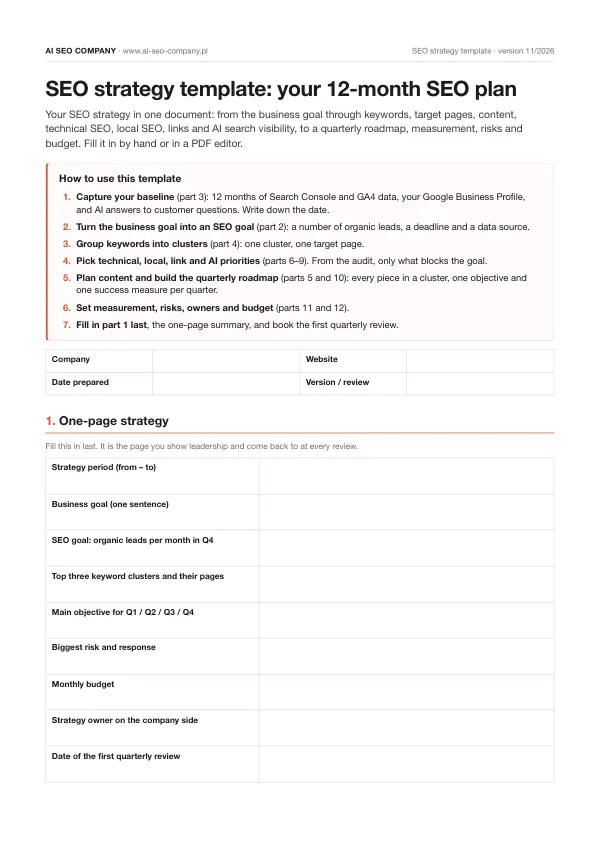 AI SEO COMPANY · www.ai-seo-company.pl
SEO strategy template · version 11/2026
SEO strategy template: your 12-month SEO plan
Your SEO strategy in one document: from the business goal through keywords, target pages, content,
technical SEO, local SEO, links and AI search visibility, to a quarterly roadmap, measurement, risks and
budget. Fill it in by hand or in a PDF editor.
How to use this template
1. Capture your baseline (part 3): 12 months of Search Console and GA4 data, your Google Business Profile,
and AI answers to customer questions. Write down the date.
2. Turn the business goal into an SEO goal (part 2): a number of organic leads, a deadline and a data source.
3. Group keywords into clusters (part 4): one cluster, one target page.
4. Pick technical, local, link and AI priorities (parts 6–9). From the audit, only what blocks the goal.
5. Plan content and build the quarterly roadmap (parts 5 and 10): every piece in a cluster, one objective and
one success measure per quarter.
6. Set measurement, risks, owners and budget (parts 11 and 12).
7. Fill in part 1 last, the one-page summary, and book the first quarterly review.
Company
Website
Date prepared
Version / review
1. One-page strategy
Fill this in last. It is the page you show leadership and come back to at every review.
Strategy period (from – to)
Business goal (one sentence)
SEO goal: organic leads per month in Q4
Top three keyword clusters and their pages
Main objective for Q1 / Q2 / Q3 / Q4
Biggest risk and response
Monthly budget
Strategy owner on the company side
Date of the first quarterly review